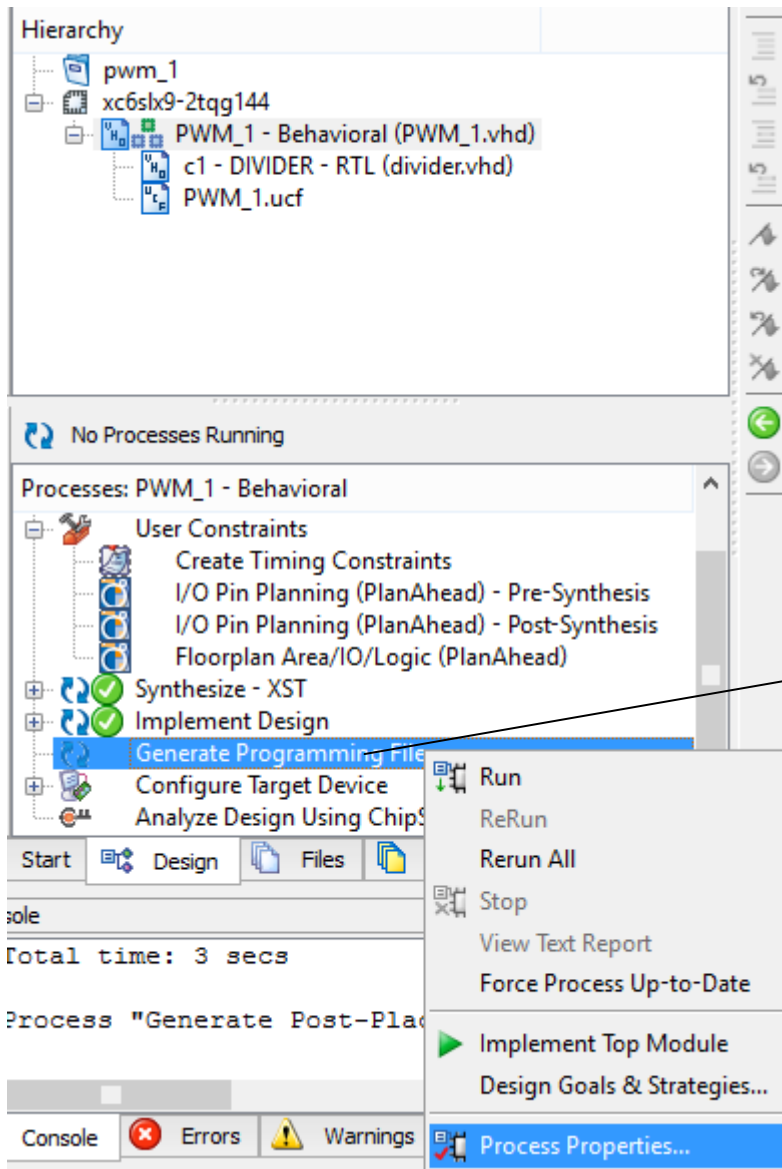 Hierarchy
pwm_1
xc6slx9-2tqg144
PWM_1 - Behavioral (PWM_1.vhd)
c1 - DIVIDER - RTL (divider.vhd)
PWM_1.ucf
No Processes Running
Processes: PWM_1 - Behavioral
User Constraints
Create Timing Constraints
I/O Pin Planning (PlanAhead) - Pre-Synthesis
I/O Pin Planning (PlanAhead) - Post-Synthesis
Floorplan Area/IO/Logic (PlanAhead)
Synthesize - XST
Implement Design
Generate Programming File
Configure Target Device
Analyze Design Using ChipS
Run
ReRun
Rerun All
Stop
View Text Report
Force Process Up-to-Date
Implement Top Module
Design Goals & Strategies...
Process Properties...
Start Design Files
sole
Total time: 3 secs
Process "Generate Post-Plac
Console Errors Warnings